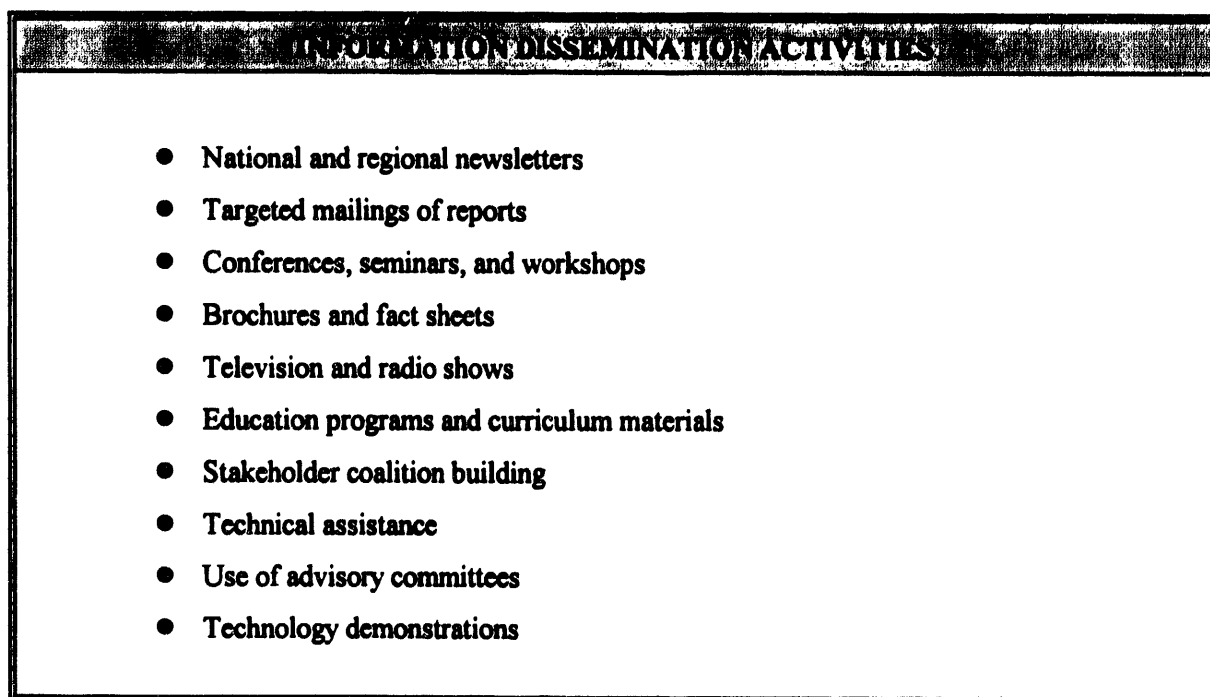 INFORMATION DISSEMINATION ACTIVITIES
● National and regional newsletters
● Targeted mailings of reports
● Conferences, seminars, and workshops
● Brochures and fact sheets
● Television and radio shows
● Education programs and curriculum materials
● Stakeholder coalition building
● Technical assistance
● Use of advisory committees
● Technology demonstrations